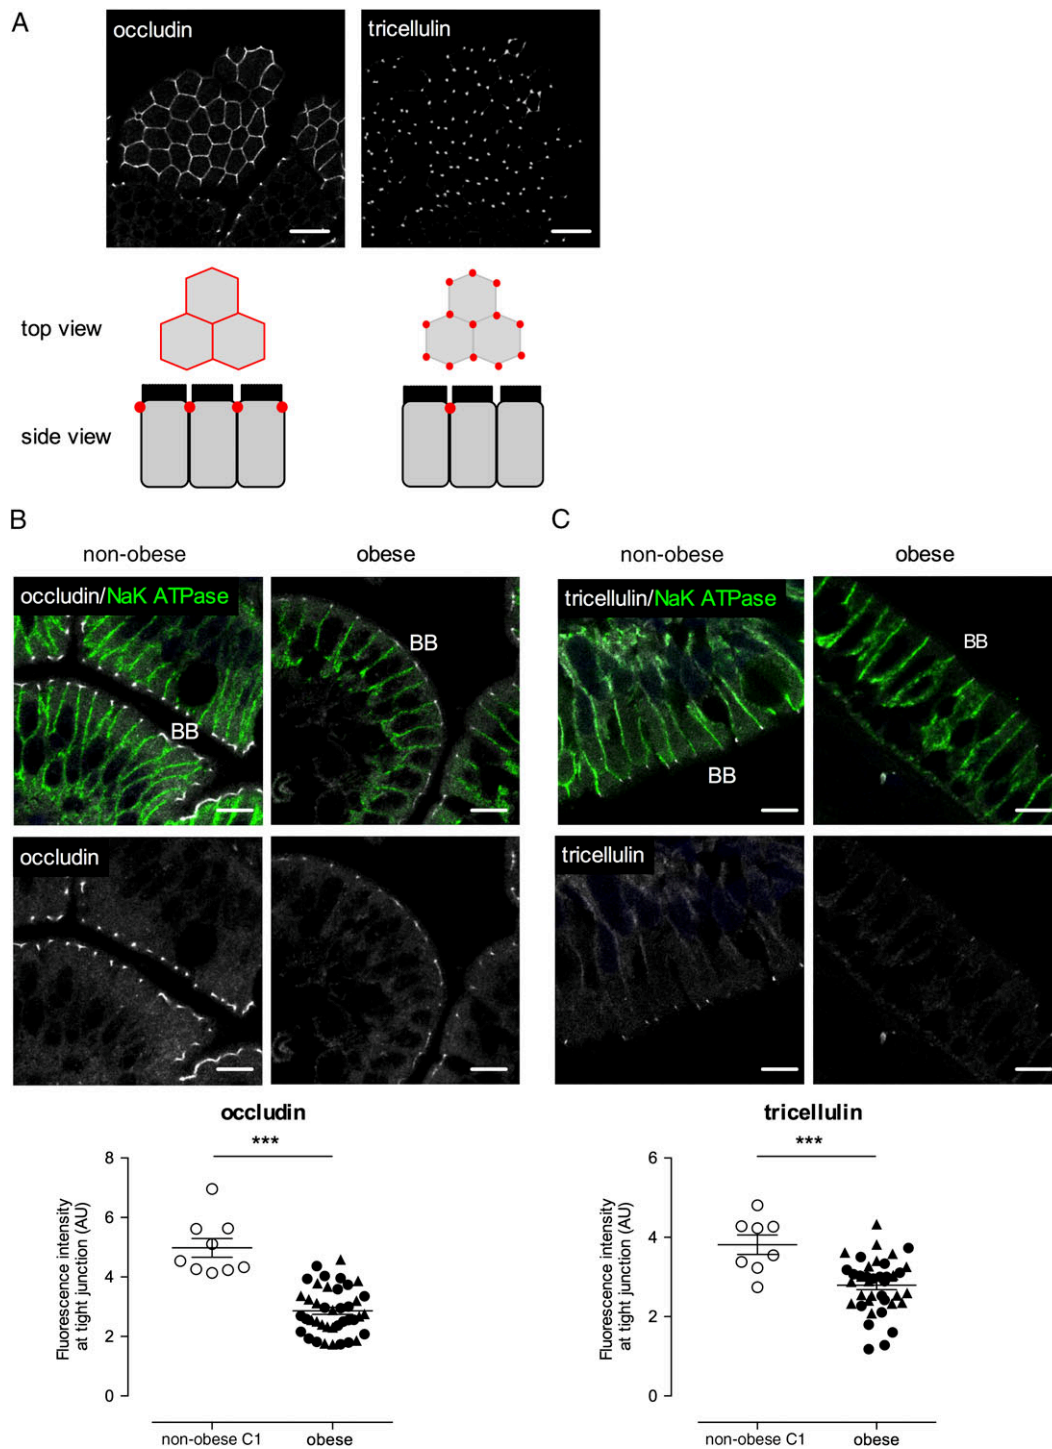 A
occludin
tricellulin
top view
side view
B
C
non-obese
obese
non-obese
obese
occludin/NaK ATPase
BB
BB
tricellulin/NaK ATPase
BB
BB
occludin
tricellulin
occludin
***
8
6
4
2
0
Fluorescence intensity
at tight junction (AU)
non-obese C1
obese
tricellulin
***
6
4
2
0
Fluorescence intensity
at tight junction (AU)
non-obese C1
obese